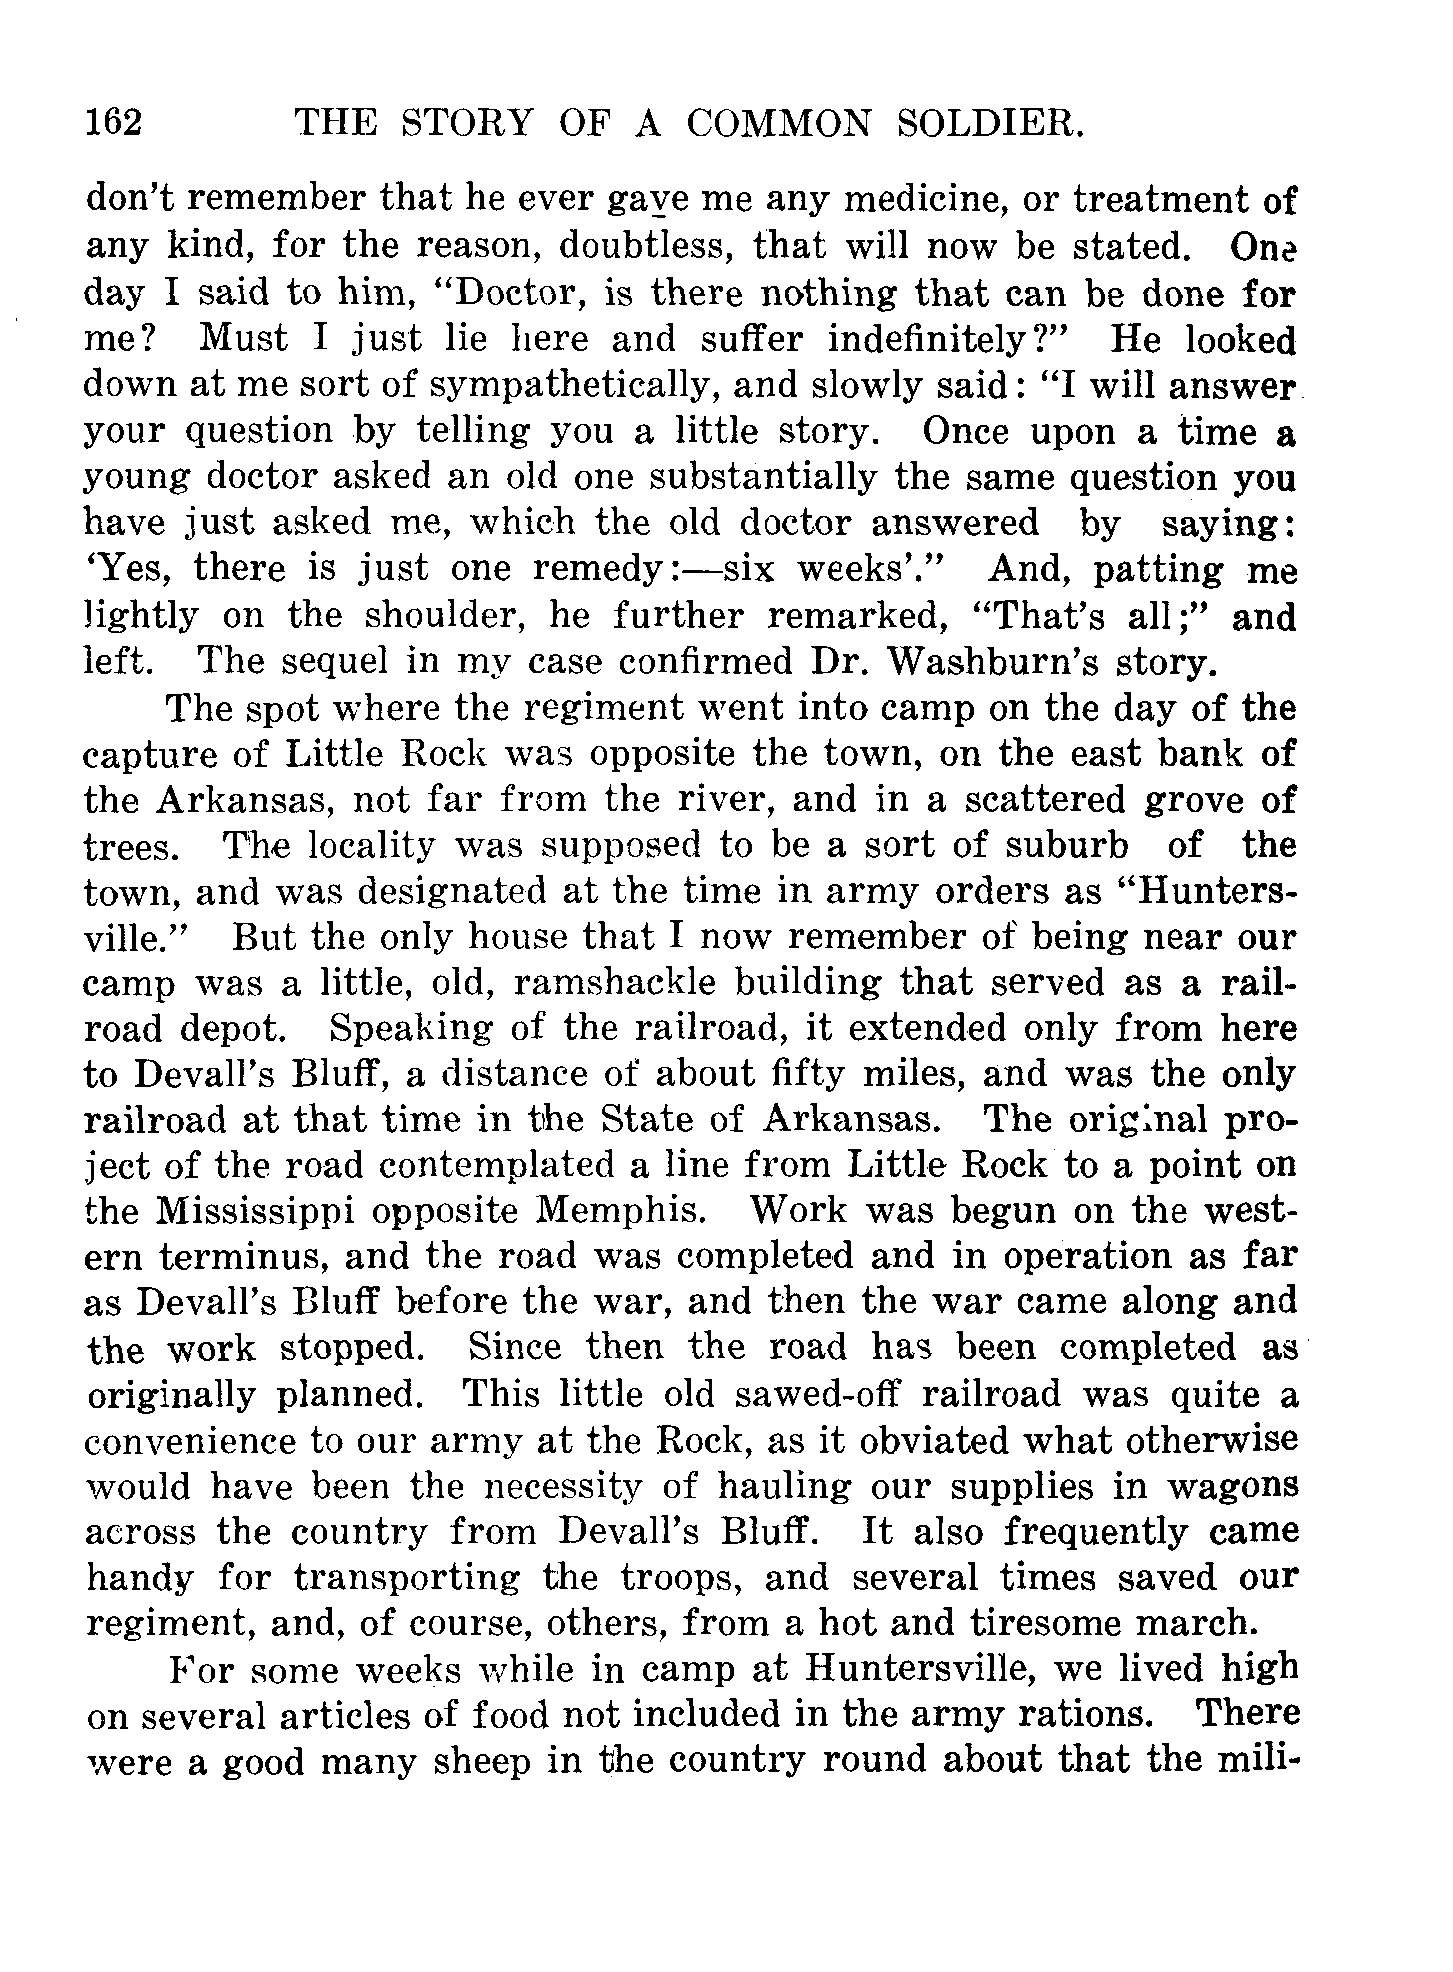 162 THE STORY OF A COMMON SOLDIER.
don't remember that he ever gave me any medicine, or treatment of
any kind, for the reason, doubtless, that will now be stated. One
day I said to him, “Doctor, is there nothing that can be done for
me? Must I just lie here and suffer indefinitely?” He looked
down at me sort of sympathetically, and slowly said: “I will answer
your question by telling you a little story. Once upon a time a
young doctor asked an old one substantially the same question you
have just asked me, which the old doctor answered by saying:
‘Yes, there is just one remedy:—six weeks’.” And, patting me
lightly on the shoulder, he further remarked, “That's all;” and
left. The sequel in my case confirmed Dr. Washburn's story.
The spot where the regiment went into camp on the day of the
capture of Little Rock was opposite the town, on the east bank of
the Arkansas, not far from the river, and in a scattered grove of
trees. The locality was supposed to be a sort of suburb of the
town, and was designated at the time in army orders as “Hunters-
ville.” But the only house that I now remember of being near our
camp was a little, old, ramshackle building that served as a rail-
road depot. Speaking of the railroad, it extended only from here
to Devall's Bluff, a distance of about fifty miles, and was the only
railroad at that time in the State of Arkansas. The original pro-
ject of the road contemplated a line from Little Rock to a point on
the Mississippi opposite Memphis. Work was begun on the west-
ern terminus, and the road was completed and in operation as far
as Devall's Bluff before the war, and then the war came along and
the work stopped. Since then the road has been completed as
originally planned. This little old sawed-off railroad was quite a
convenience to our army at the Rock, as it obviated what otherwise
would have been the necessity of hauling our supplies in wagons
across the country from Devall's Bluff. It also frequently came
handy for transporting the troops, and several times saved our
regiment, and, of course, others, from a hot and tiresome march.
For some weeks while in camp at Huntersville, we lived high
on several articles of food not included in the army rations. There
were a good many sheep in the country round about that the mili-